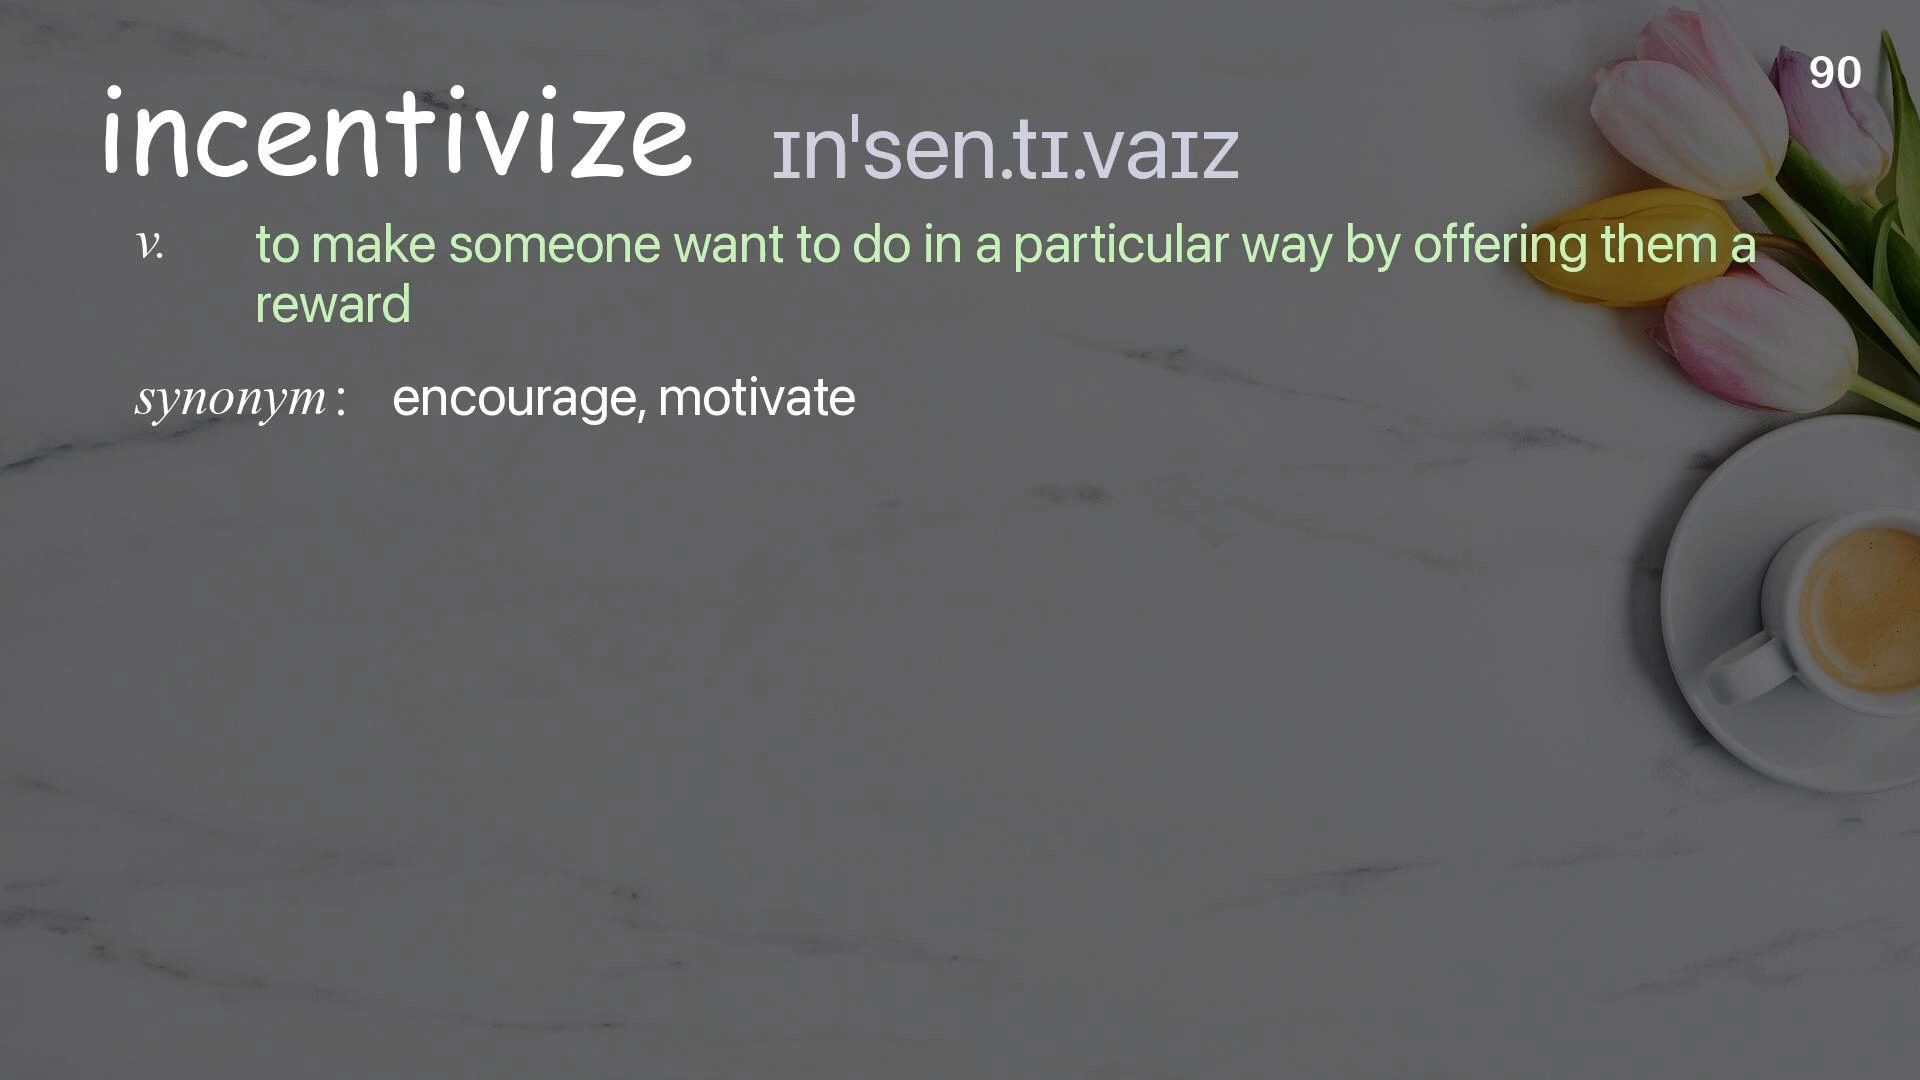 90
incentivize ɪnˈsen.tɪ.vaɪz
v. to make someone want to do in a particular way by offering them a
reward
synonym : encourage, motivate